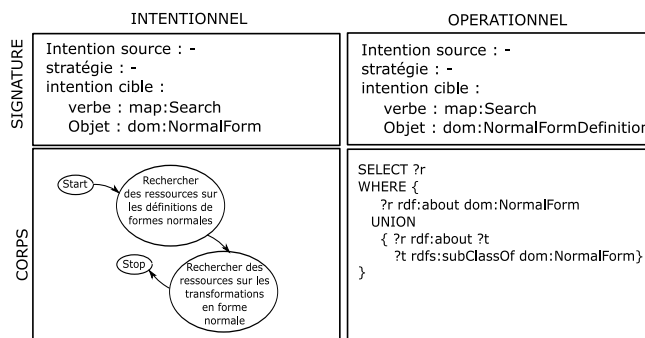 INTENTIONNEL
OPERATIONNEL
SIGNATURE
Intention source : -
stratégie : -
intention cible :
verbe : map:Search
Objet : dom:NormalForm
Intention source : -
stratégie : -
intention cible :
verbe : map:Search
Objet : dom:NormalFormDefinition
CORPS
Start
Rechercher
des ressources sur
les définitions de
formes normales
Stop
Rechercher des
ressources sur les
transformations en
forme
normale
SELECT ?r
WHERE {
?r rdf:about dom:NormalForm
UNION
{ ?r rdf:about ?t
?t rdfs:subClassOf dom:NormalForm}
}